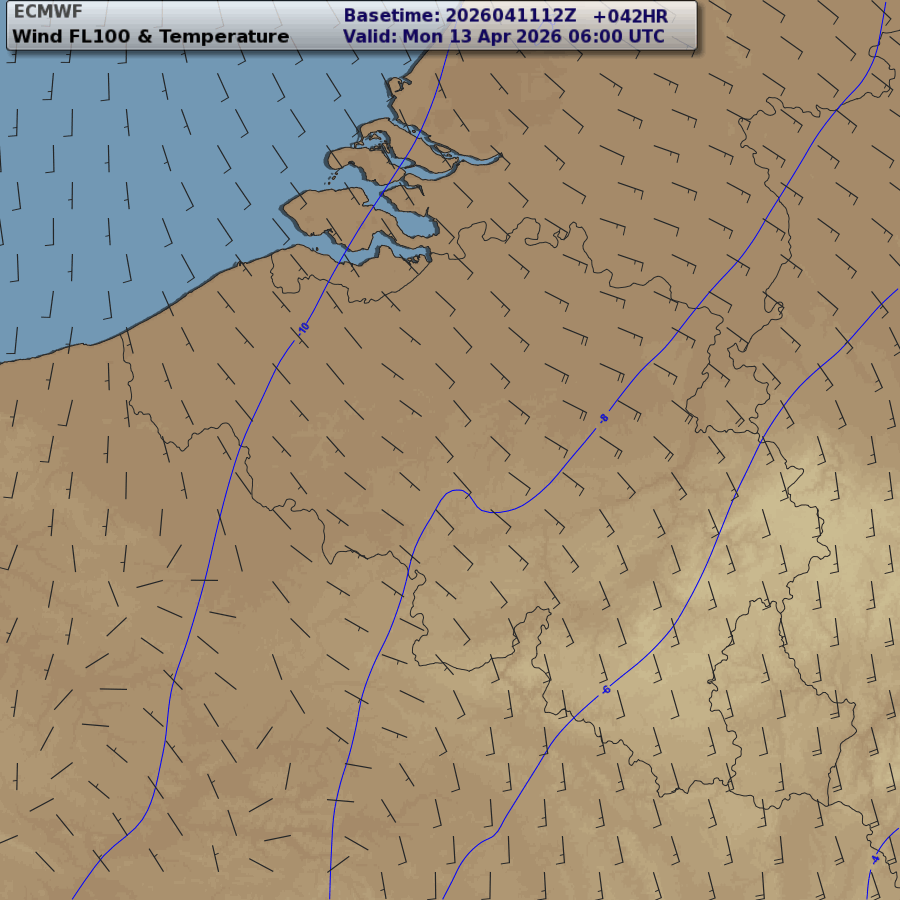 ECMWF
Basetime: 2026041112Z +042HR
Wind FL100 & Temperature
Valid: Mon 13 Apr 2026 06:00 UTC
-10
-8
-6
-4